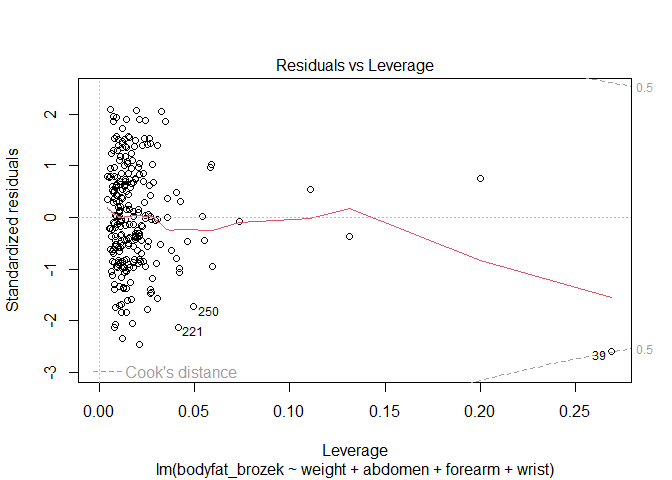 Residuals vs Leverage
Standardized residuals
2
1
0
-1
-2
-3
0.5
0.5
250
221
39
Cook's distance
0.00 0.05 0.10 0.15 0.20 0.25
Leverage
lm(bodyfat_brozek ~ weight + abdomen + forearm + wrist)